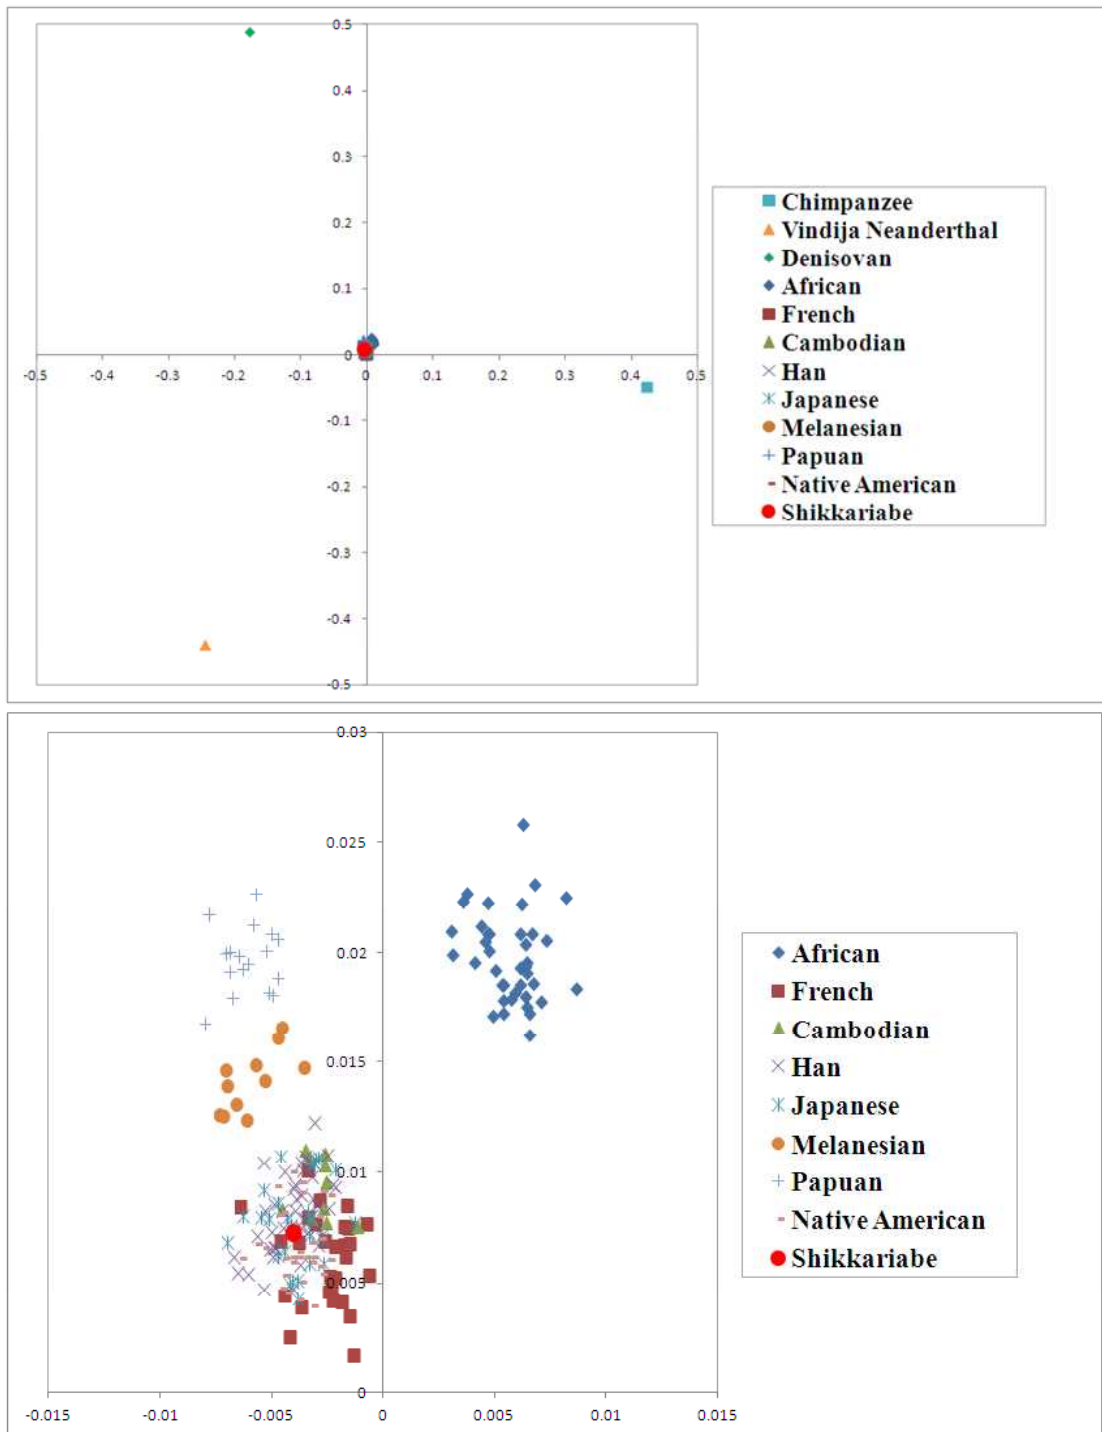 0.5
0.4
0.3
0.2
0.1
0
-0.5
-0.4
-0.3
-0.2
-0.1
0
0.1
0.2
0.3
0.5
0.5
-0.1
-0.2
-0.3
-0.4
-0.5
Chimpanzee
Vindija Neanderthal
Denisovan
African
French
Cambodian
Han
Japanese
Melanesian
Papuan
Native American
Shikkariabe
0.03
0.025
0.02
0.015
0.01
0.005
0
-0.015
-0.01
-0.005
0
0.005
0.01
0.015
African
French
Cambodian
Han
Japanese
Melanesian
Papuan
Native American
Shikkariabe